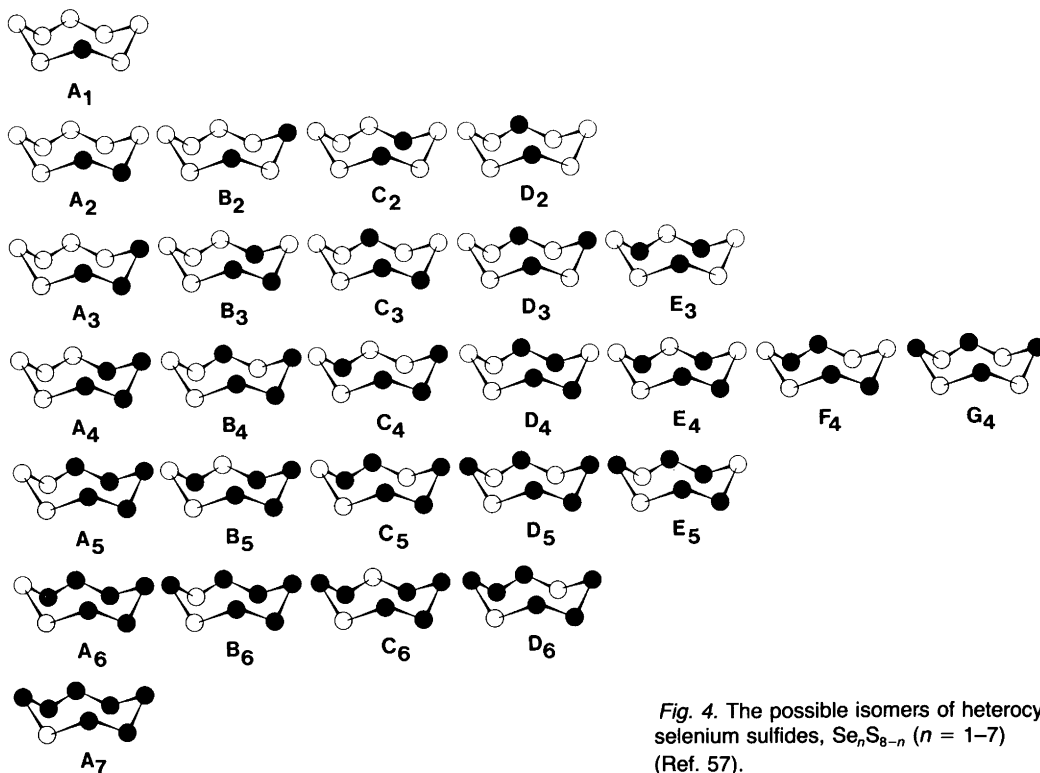 A1
A2 B2 C2 D2
A3 B3 C3 D3 E3
A4 B4 C4 D4 E4 F4 G4
A5 B5 C5 D5 E5
A6 B6 C6 D6
A7
Fig. 4. The possible isomers of heterocy
selenium sulfides, SenS8–n (n = 1–7)
(Ref. 57).